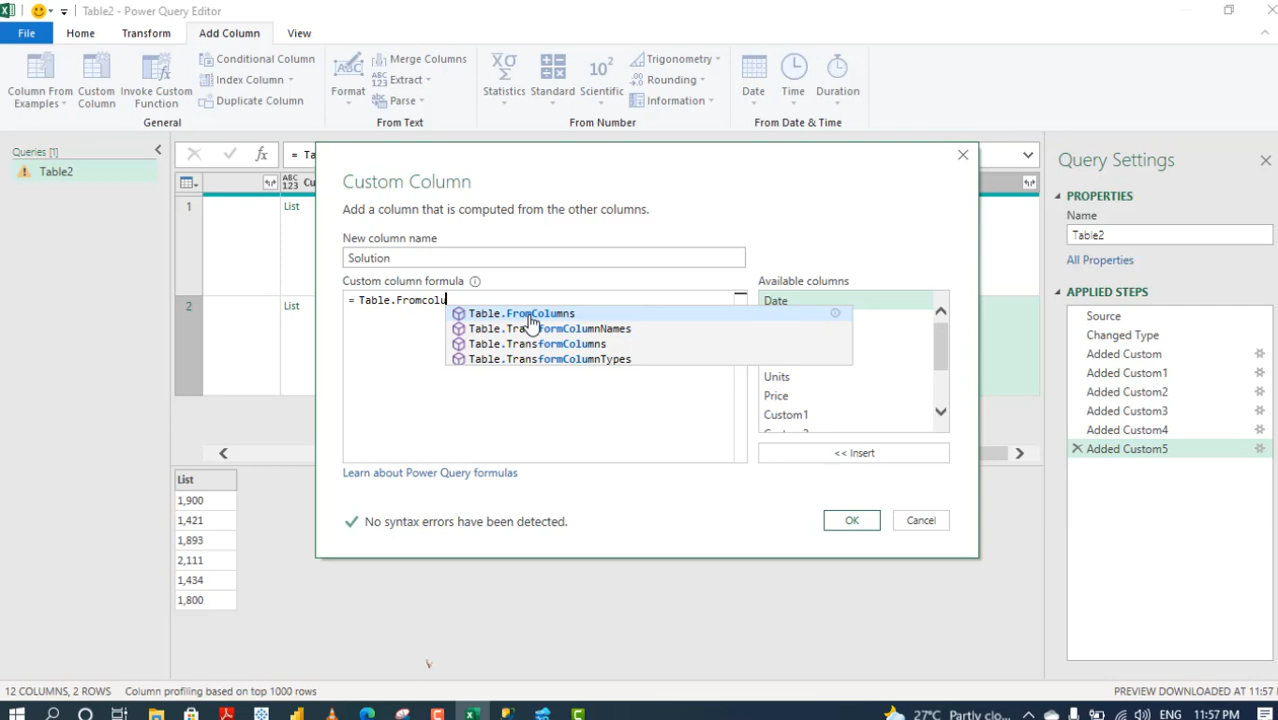 Table2 - Power Query Editor
File Home Transform Add Column View
Column From
Examples
Custom
Column
Invoke Custom
Function
Conditional Column
Index Column
Duplicate Column
General
Format
Merge Columns
Extract
Parse
From Text
Statistics
Standard
Scientific
Trigonometry
Rounding
Information
From Number
Date
Time
Duration
From Date & Time
Queries [1]
Table2
= Ta
ABC
123 Cu
1 List
2 List
List
1,900
1,421
1,893
2,111
1,434
1,800
Custom Column
Add a column that is computed from the other columns.
New column name
Solution
Custom column formula
= Table.Fromcolu
Table.FromColumns
Table.TransformColumnNames
Table.TransformColumns
Table.TransformColumnTypes
Available columns
Date
Units
Price
Custom1
<< Insert
Learn about Power Query formulas
No syntax errors have been detected.
OK
Cancel
Query Settings
PROPERTIES
Name
Table2
All Properties
APPLIED STEPS
Source
Changed Type
Added Custom
Added Custom1
Added Custom2
Added Custom3
Added Custom4
Added Custom5
12 COLUMNS, 2 ROWS Column profiling based on top 1000 rows
PREVIEW DOWNLOADED AT 11:57
27°C Partly clo... ENG 11:57 PM